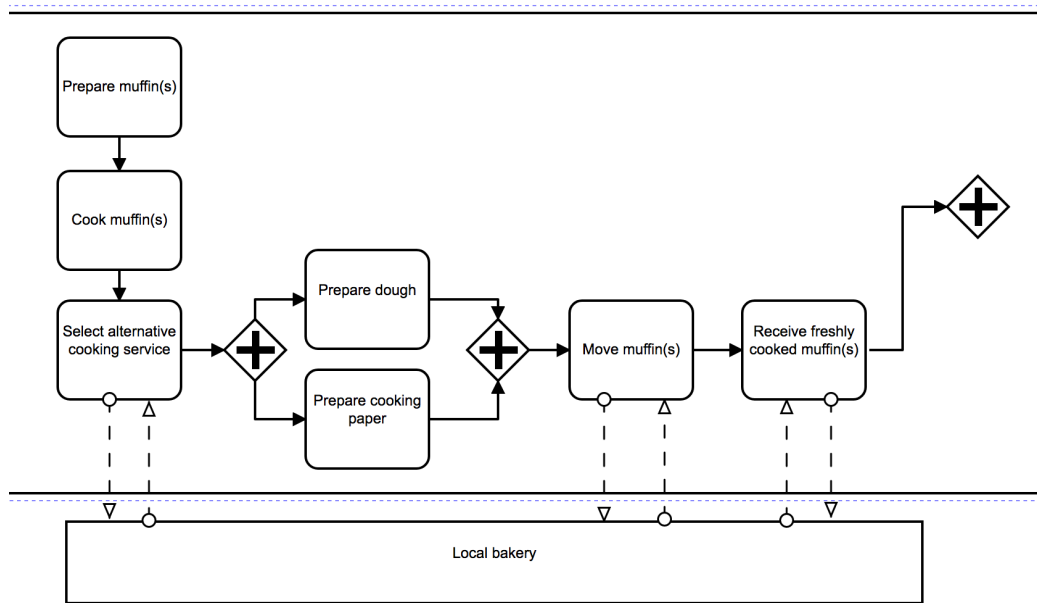 Prepare muffin(s)
Cook muffin(s)
Select alternative
cooking service
Prepare dough
Prepare cooking
paper
Move muffin(s)
Receive freshly
cooked muffin(s)
Local bakery